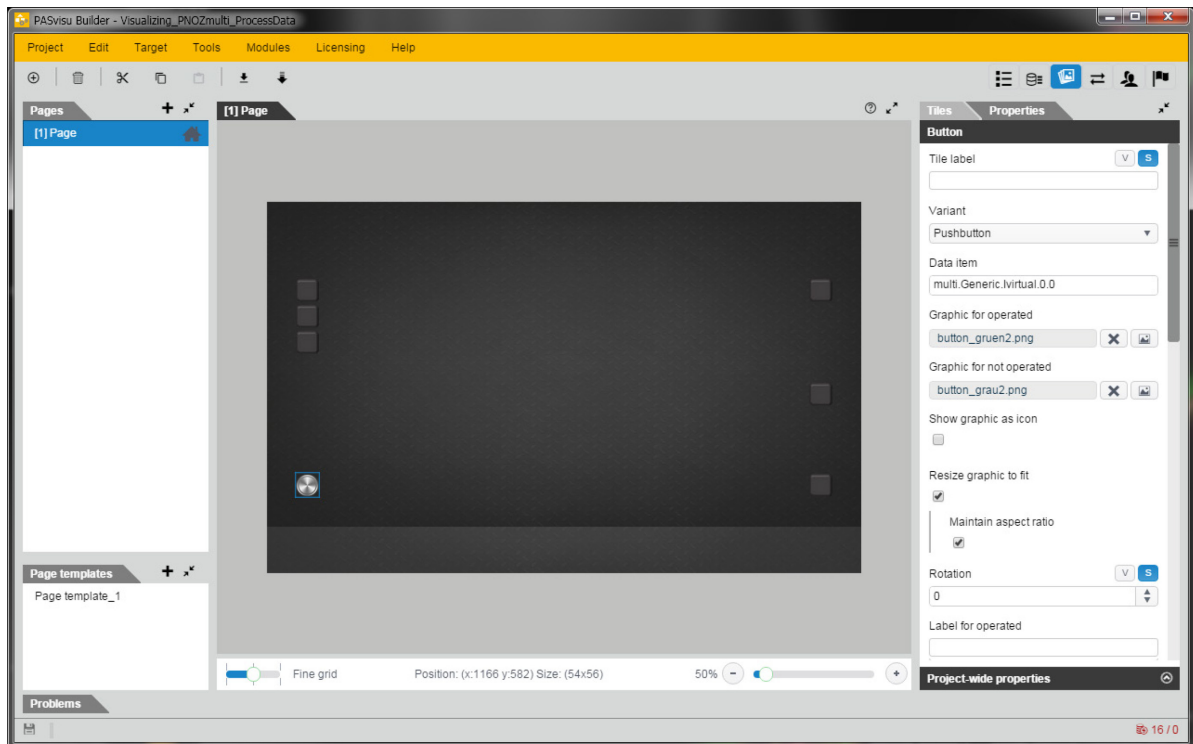 PASvisu Builder - Visualizing_PNOZmulti_ProcessData
Project Edit Target Tools Modules Licensing Help
Pages
[1] Page
[1] Page
Tiles Properties
Button
Tile label V S
Variant
Pushbutton
Data item
multi.Generic.Ivirtual.0.0
Graphic for operated
button_gruen2.png
Graphic for not operated
button_grau2.png
Show graphic as icon
Resize graphic to fit
Maintain aspect ratio
Rotation V S
0
Label for operated
Page templates
Page template_1
Fine grid Position: (x:1166 y:582) Size: (54x56) 50%
Project-wide properties
Problems
16 / 0